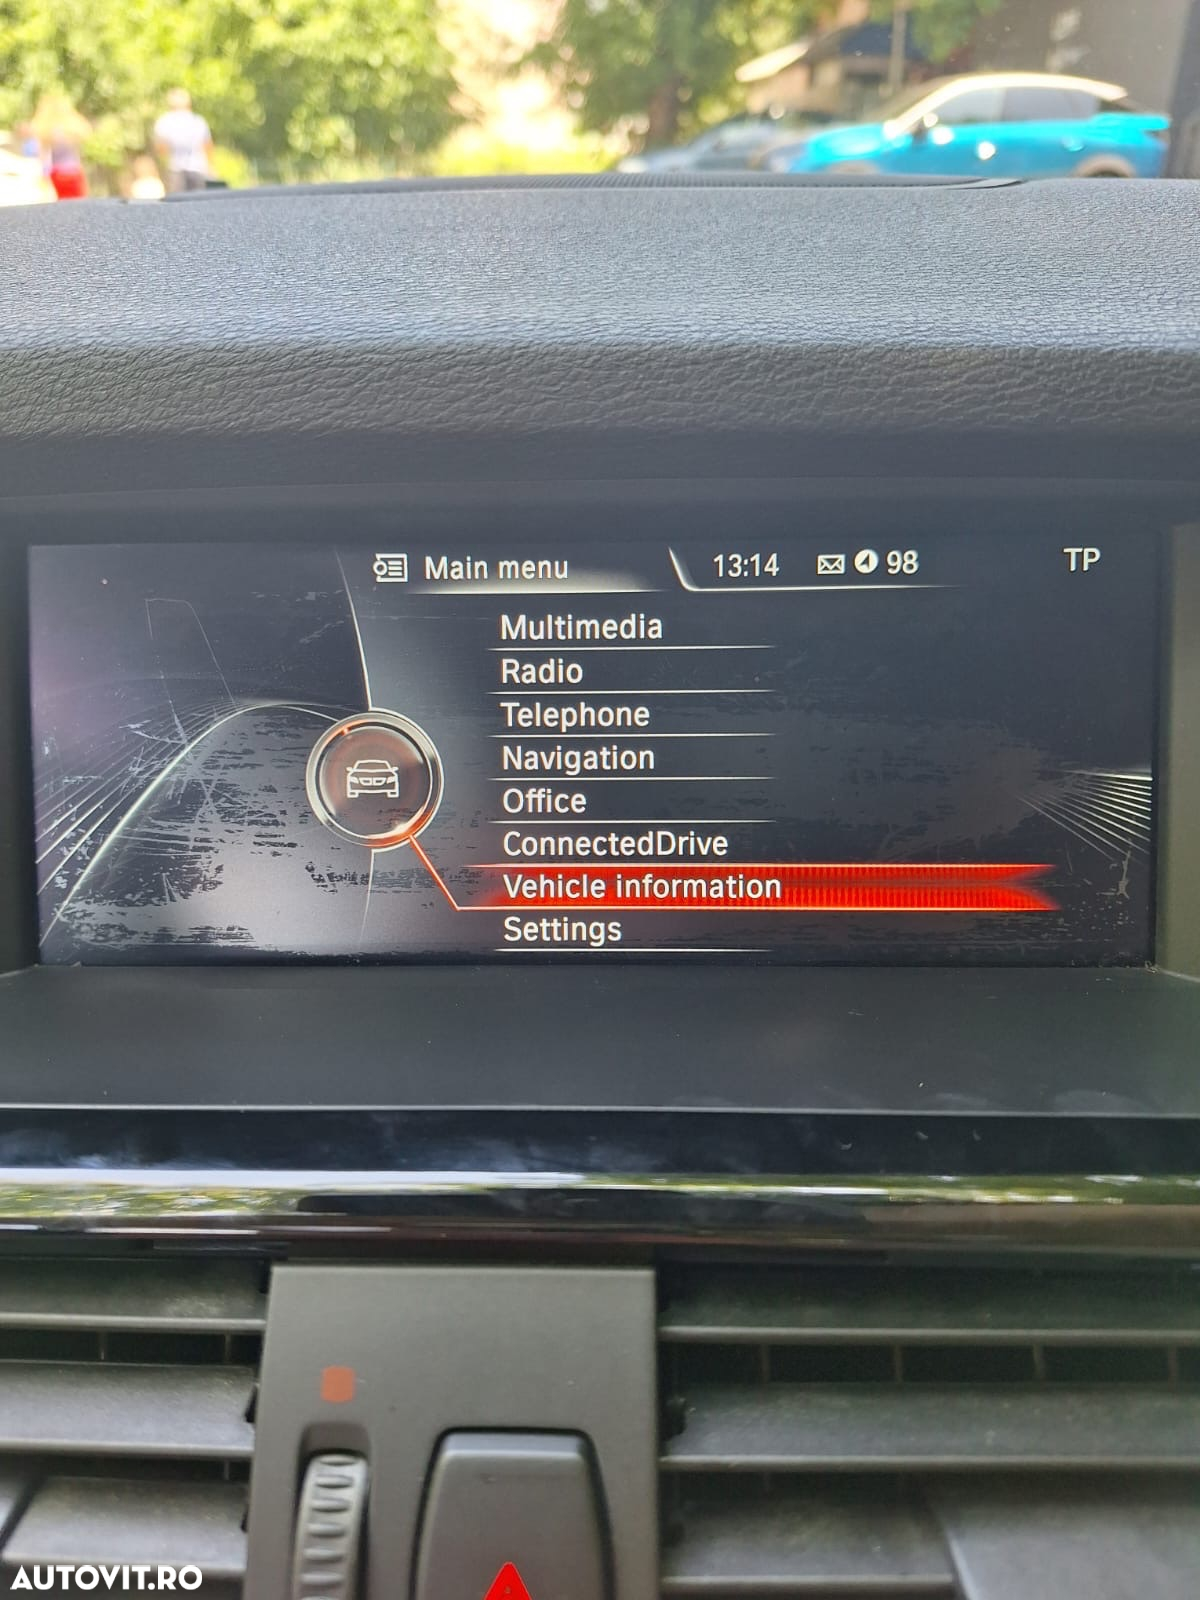 Main menu
13:14
98
TP
Multimedia
Radio
Telephone
Navigation
Office
ConnectedDrive
Vehicle information
Settings
AUTOVIT.RO